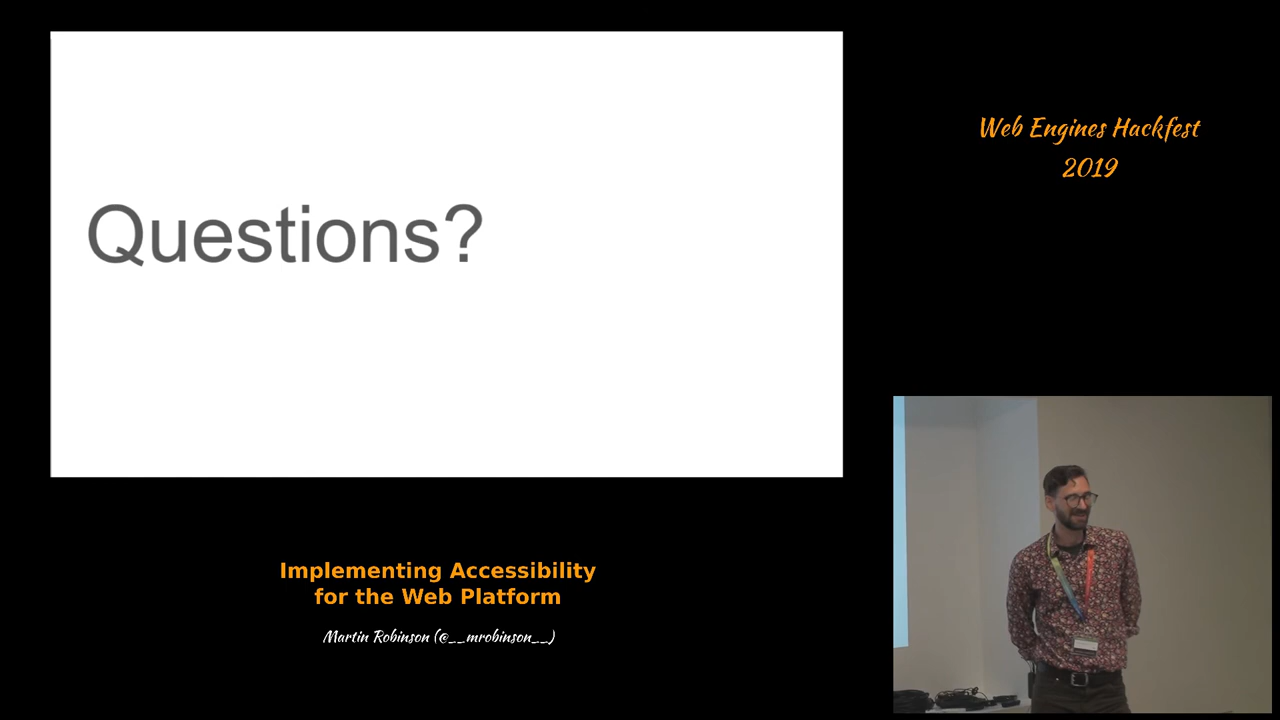 Questions?
Web Engines Hackfest
2019
Implementing Accessibility
for the Web Platform
Martin Robinson (@__mrobinson__)